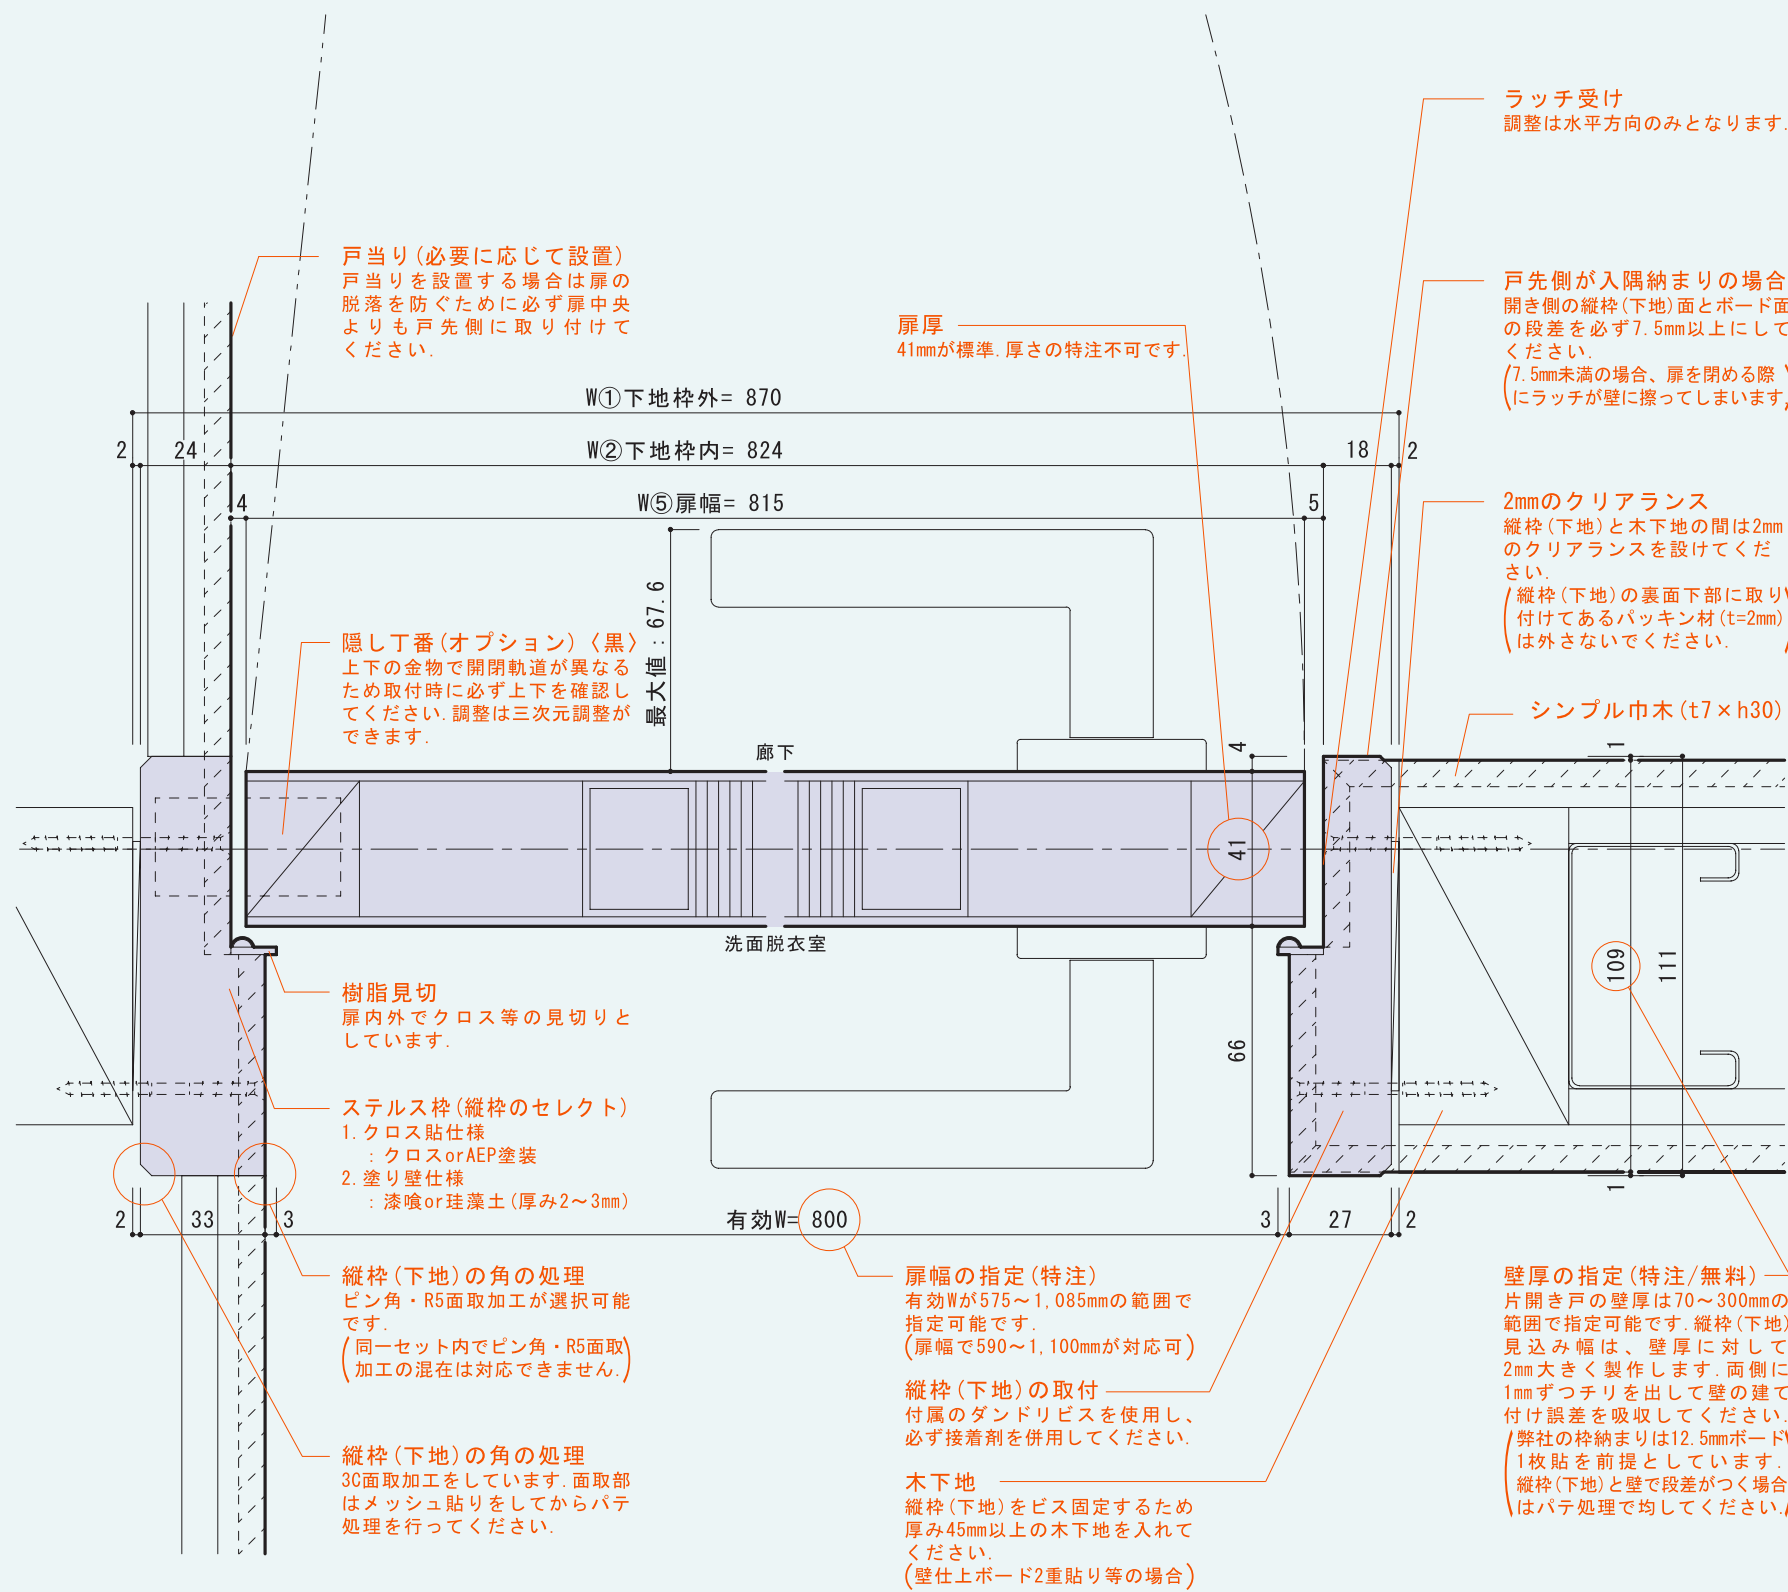 ラッチ受け
調整は水平方向のみとなります.
戸当り(必要に応じて設置)
戸当りを設置する場合は扉の
脱落を防ぐために必ず扉中央
よりも戸先側に取り付けて
ください.
扉厚
41mmが標準.厚さの特注不可です.
戸先側が入隅納まりの場合
開き側の縦枠(下地)面とボード面
の段差を必ず7.5mm以上にして
ください.
(7.5mm未満の場合、扉を閉める際
にラッチが壁に擦ってしまいます)
W①下地枠外= 870
2
24
W②下地枠内= 824
18
2
4
W⑤扉幅= 815
5
2mmのクリアランス
縦枠(下地)と木下地の間は2mm
のクリアランスを設けてくだ
さい.
(縦枠(下地)の裏面下部に取り
付けてあるパッキン材(t=2mm)
は外さないでください.)
最大値:67.6
隠し丁番(オプション)〈黒〉
上下の金物で開閉軌道が異なる
ため取付時に必ず上下を確認し
てください.調整は三次元調整が
できます.
シンプル巾木(t7×h30)
廊下
4
1
41
洗面脱衣室
109
111
樹脂見切
扉内外でクロス等の見切りと
しています.
66
ステルス枠(縦枠のセレクト)
1.クロス貼仕様
:クロスorAEP塗装
2.塗り壁仕様
:漆喰or珪藻土(厚み2〜3mm)
1
2
33
3
有効W= 800
3
27
2
縦枠(下地)の角の処理
ピン角・R5面取加工が選択可能
です.
(同一セット内でピン角・R5面取
加工の混在は対応できません.)
扉幅の指定(特注)
有効Wが575〜1,085mmの範囲で
指定可能です.
(扉幅で590〜1,100mmが対応可)
壁厚の指定(特注/無料)
片開き戸の壁厚は70〜300mmの
範囲で指定可能です.縦枠(下地)
見込み幅は、壁厚に対して
2mm大きく製作します.両側に
1mmずつチリを出して壁の建て
付け誤差を吸収してください.
(弊社の枠納まりは12.5mmボード
1枚貼を前提としています.
縦枠(下地)と壁で段差がつく場合
はパテ処理で均してください.)
縦枠(下地)の取付
付属のダンドリビスを使用し、
必ず接着剤を併用してください.
縦枠(下地)の角の処理
3C面取加工をしています.面取部
はメッシュ貼りをしてからパテ
処理を行ってください.
木下地
縦枠(下地)をビス固定するため
厚み45mm以上の木下地を入れて
ください.
(壁仕上ボード2重貼り等の場合)